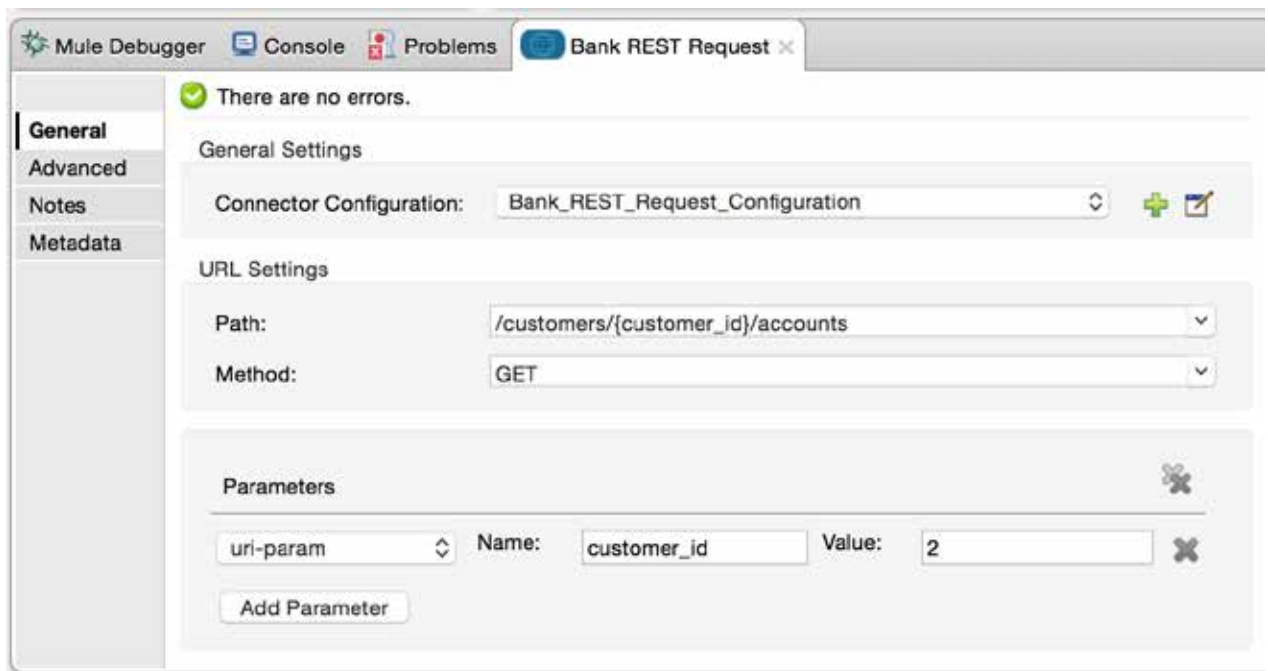 Mule Debugger Console Problems Bank REST Request
There are no errors.
General
Advanced
Notes
Metadata
General Settings
Connector Configuration: Bank_REST_Request_Configuration
URL Settings
Path: /customers/{customer_id}/accounts
Method: GET
Parameters
uri-param Name: customer_id Value: 2
Add Parameter